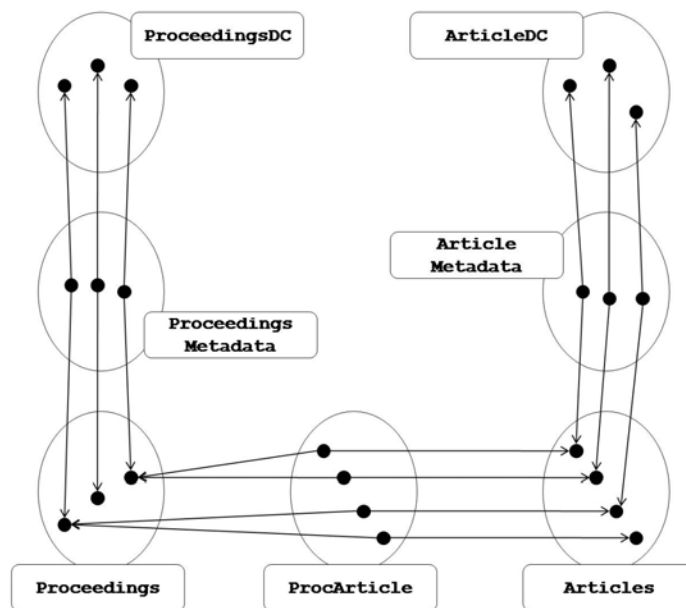 ProceedingsDC
ArticleDC
Article
Metadata
Proceedings
Metadata
Proceedings
ProcArticle
Articles